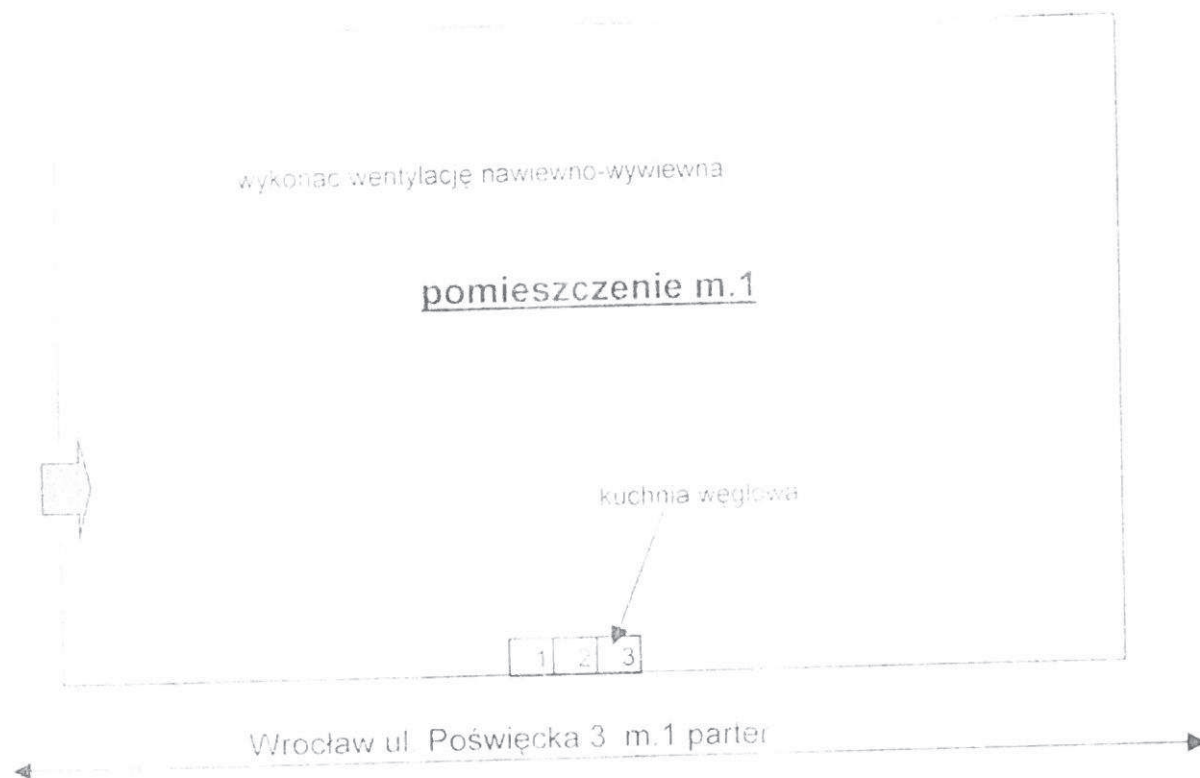 wykonac wentylację nawiewno-wywiewna
pomieszczenie m.1
kuchnia węglowa
1 2 3
Wrocław ul Poświęcka 3 m.1 parter